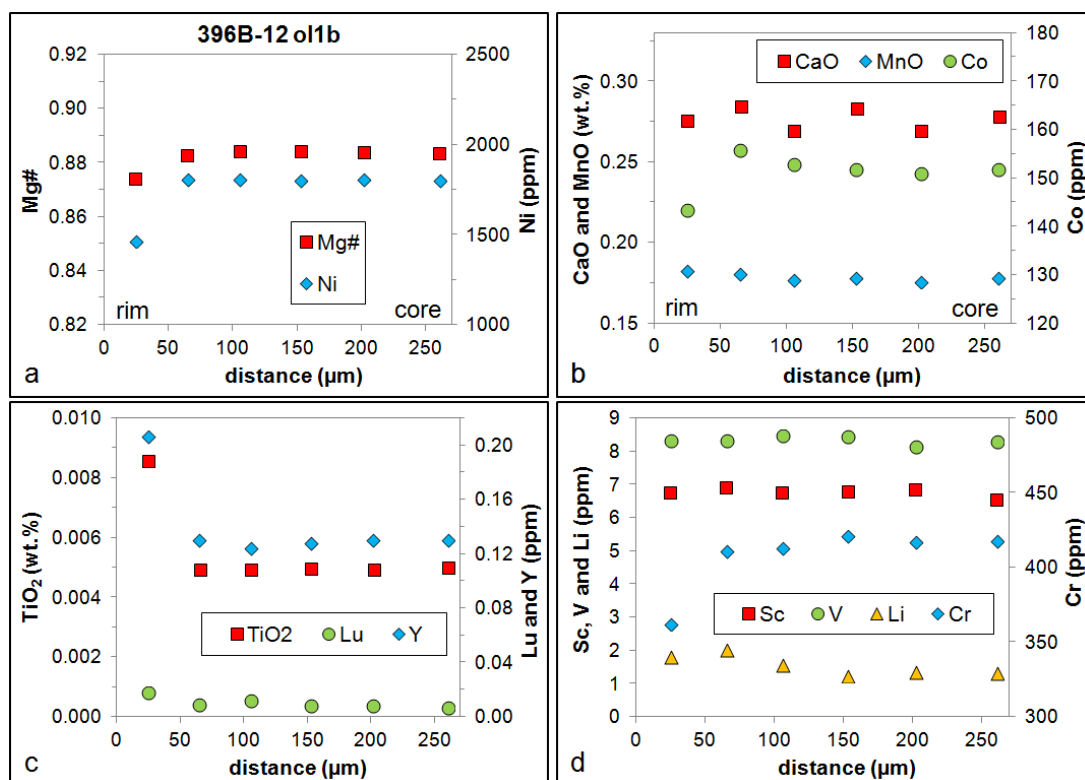 396B-12 ol1b
0.92
0.90
0.88
0.86
0.84
0.82
Mg#
2500
2000
1500
1000
Ni (ppm)
Mg#
Ni
rim
core
0
50
100
150
200
250
distance (µm)
a
0.30
0.25
0.20
0.15
CaO and MnO (wt.%)
CaO
MnO
Co
180
170
160
150
140
130
120
Co (ppm)
rim
core
0
50
100
150
200
250
distance (µm)
b
0.010
0.008
0.006
0.004
0.002
0.000
TiO2 (wt.%)
0.20
0.16
0.12
0.08
0.04
0.00
Lu and Y (ppm)
TiO2
Lu
Y
0
50
100
150
200
250
distance (µm)
c
9
8
7
6
5
4
3
2
1
0
Sc, V and Li (ppm)
500
450
400
350
300
Cr (ppm)
Sc
V
Li
Cr
0
50
100
150
200
250
distance (µm)
d